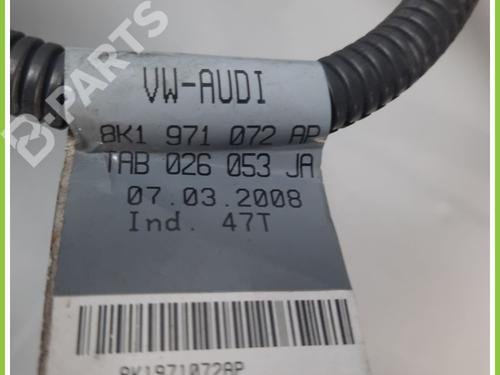 B-PARTS
VW-AUDI
8K1 971 072 AP
TAB 026 053 JA
07.03.2008
Ind. 47T
8K1971072AP